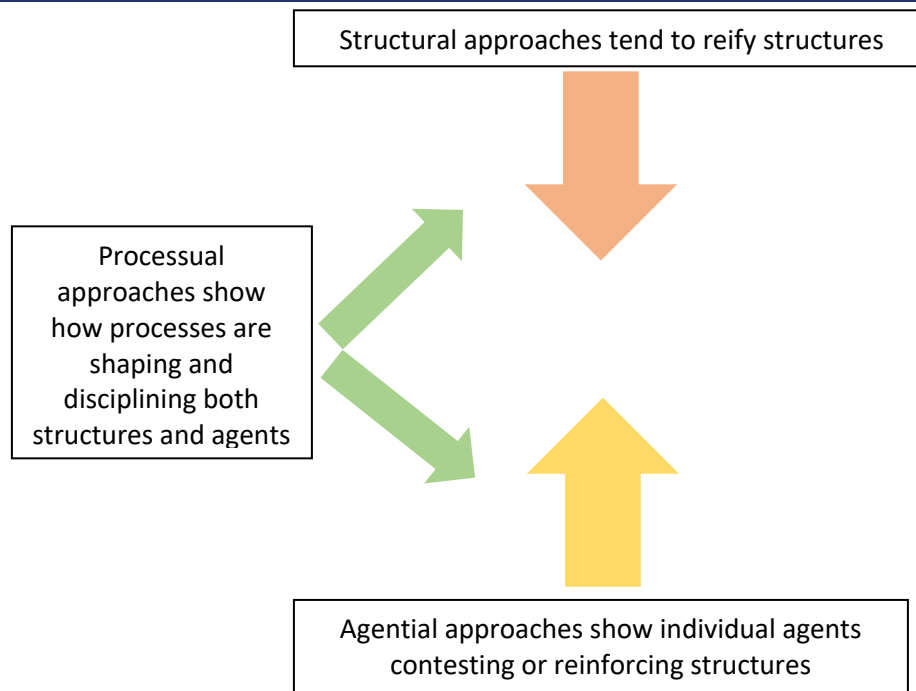 Structural approaches tend to reify structures
Processual
approaches show
how processes are
shaping and
disciplining both
structures and agents
Agential approaches show individual agents
contesting or reinforcing structures